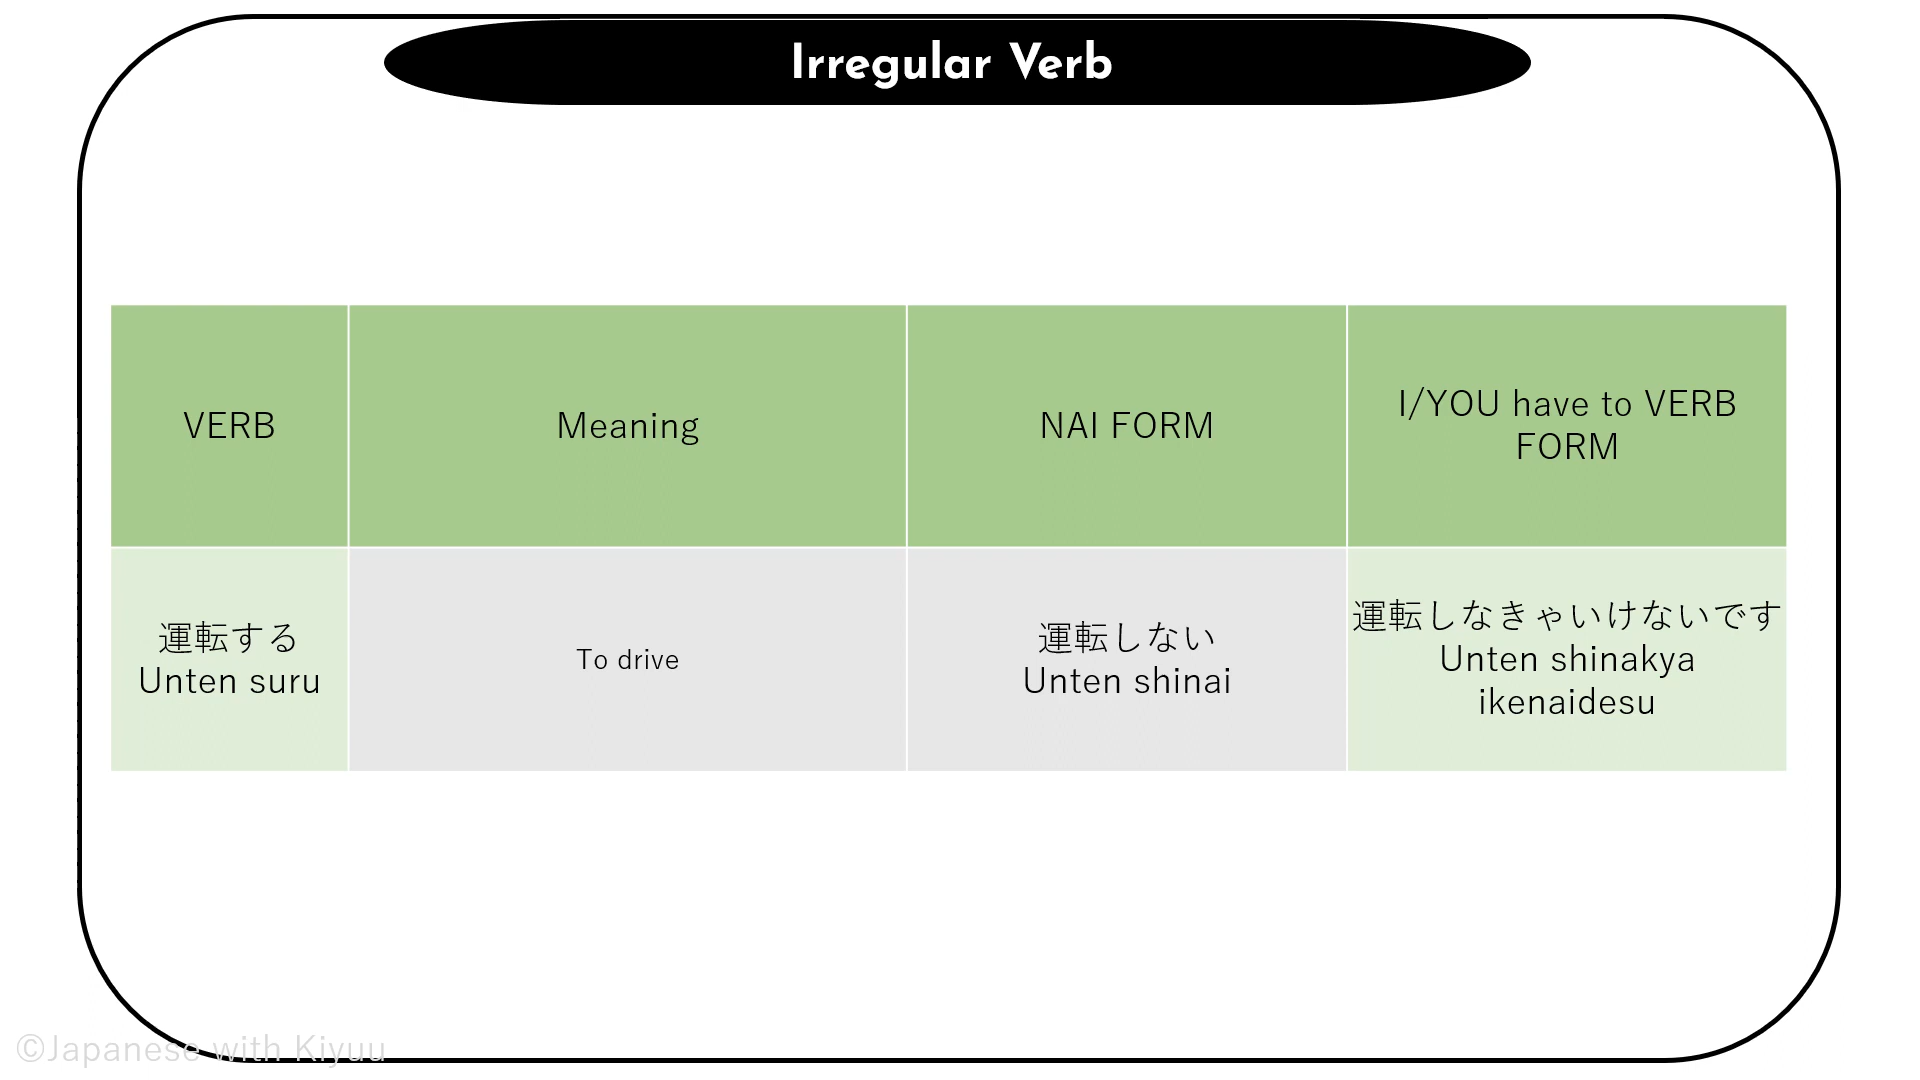 Irregular Verb
VERB
Meaning
NAI FORM
I/YOU have to VERB
FORM
運転する
Unten suru
To drive
運転しない
Unten shinai
運転しなきゃいけないです
Unten shinakya
ikenaidesu
©Japanese with Kiyuu